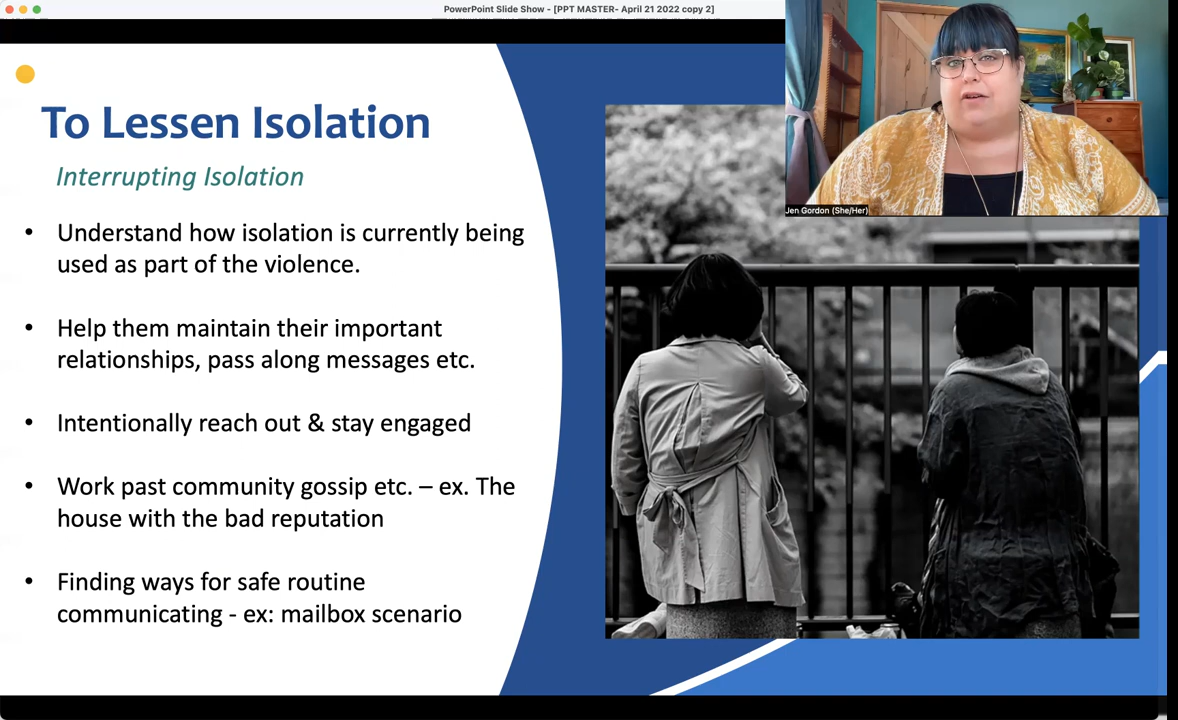 PowerPoint Slide Show - [PPT MASTER- April 21 2022 copy 2]
To Lessen Isolation
Interrupting Isolation
• Understand how isolation is currently being
used as part of the violence.
• Help them maintain their important
relationships, pass along messages etc.
• Intentionally reach out & stay engaged
• Work past community gossip etc. – ex. The
house with the bad reputation
• Finding ways for safe routine
communicating - ex: mailbox scenario
Jen Gordon (She/Her)